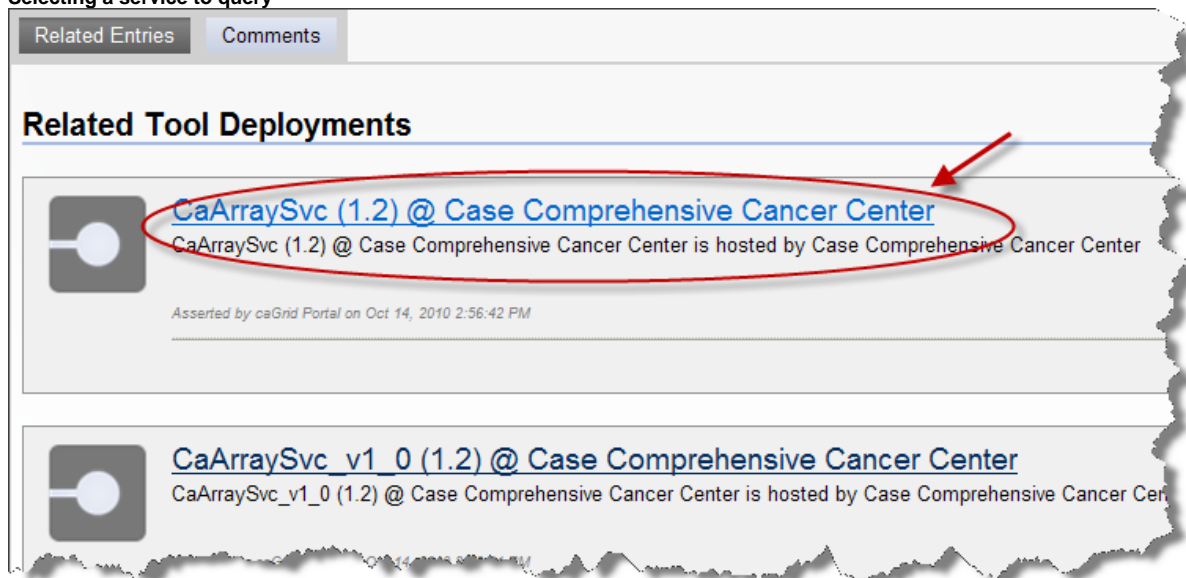 Selecting a service to query
Related Entries Comments
Related Tool Deployments
CaArraySvc (1.2) @ Case Comprehensive Cancer Center
CaArraySvc (1.2) @ Case Comprehensive Cancer Center is hosted by Case Comprehensive Cancer Center
Asserted by caGrid Portal on Oct 14, 2010 2:56:42 PM
CaArraySvc_v1_0 (1.2) @ Case Comprehensive Cancer Center
CaArraySvc_v1_0 (1.2) @ Case Comprehensive Cancer Center is hosted by Case Comprehensive Cancer Cen